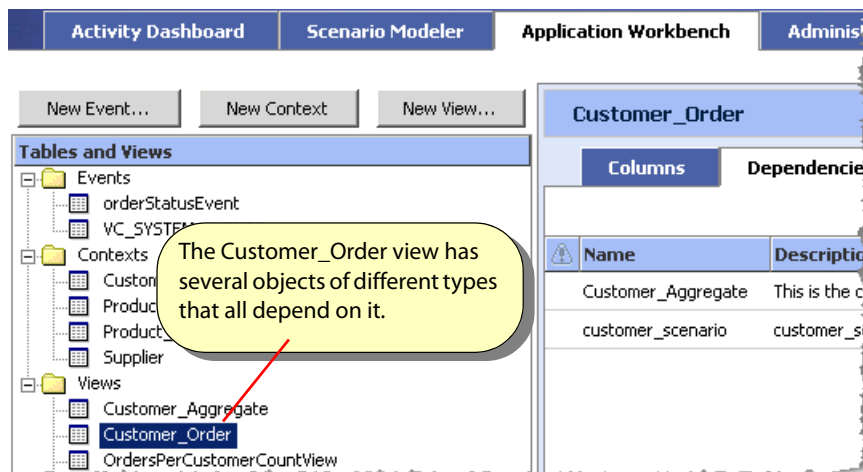 Activity Dashboard Scenario Modeler Application Workbench
New Event... New Context New View...
Customer_Order
Tables and Views
Columns
Events
orderStatusEvent
Contexts
The Customer_Order view has
several objects of different types
that all depend on it.
Name
Customer_Aggregate This is the
customer_scenario
Supplier
Views
Customer_Aggregate
Customer_Order
OrdersPerCustomerCountView